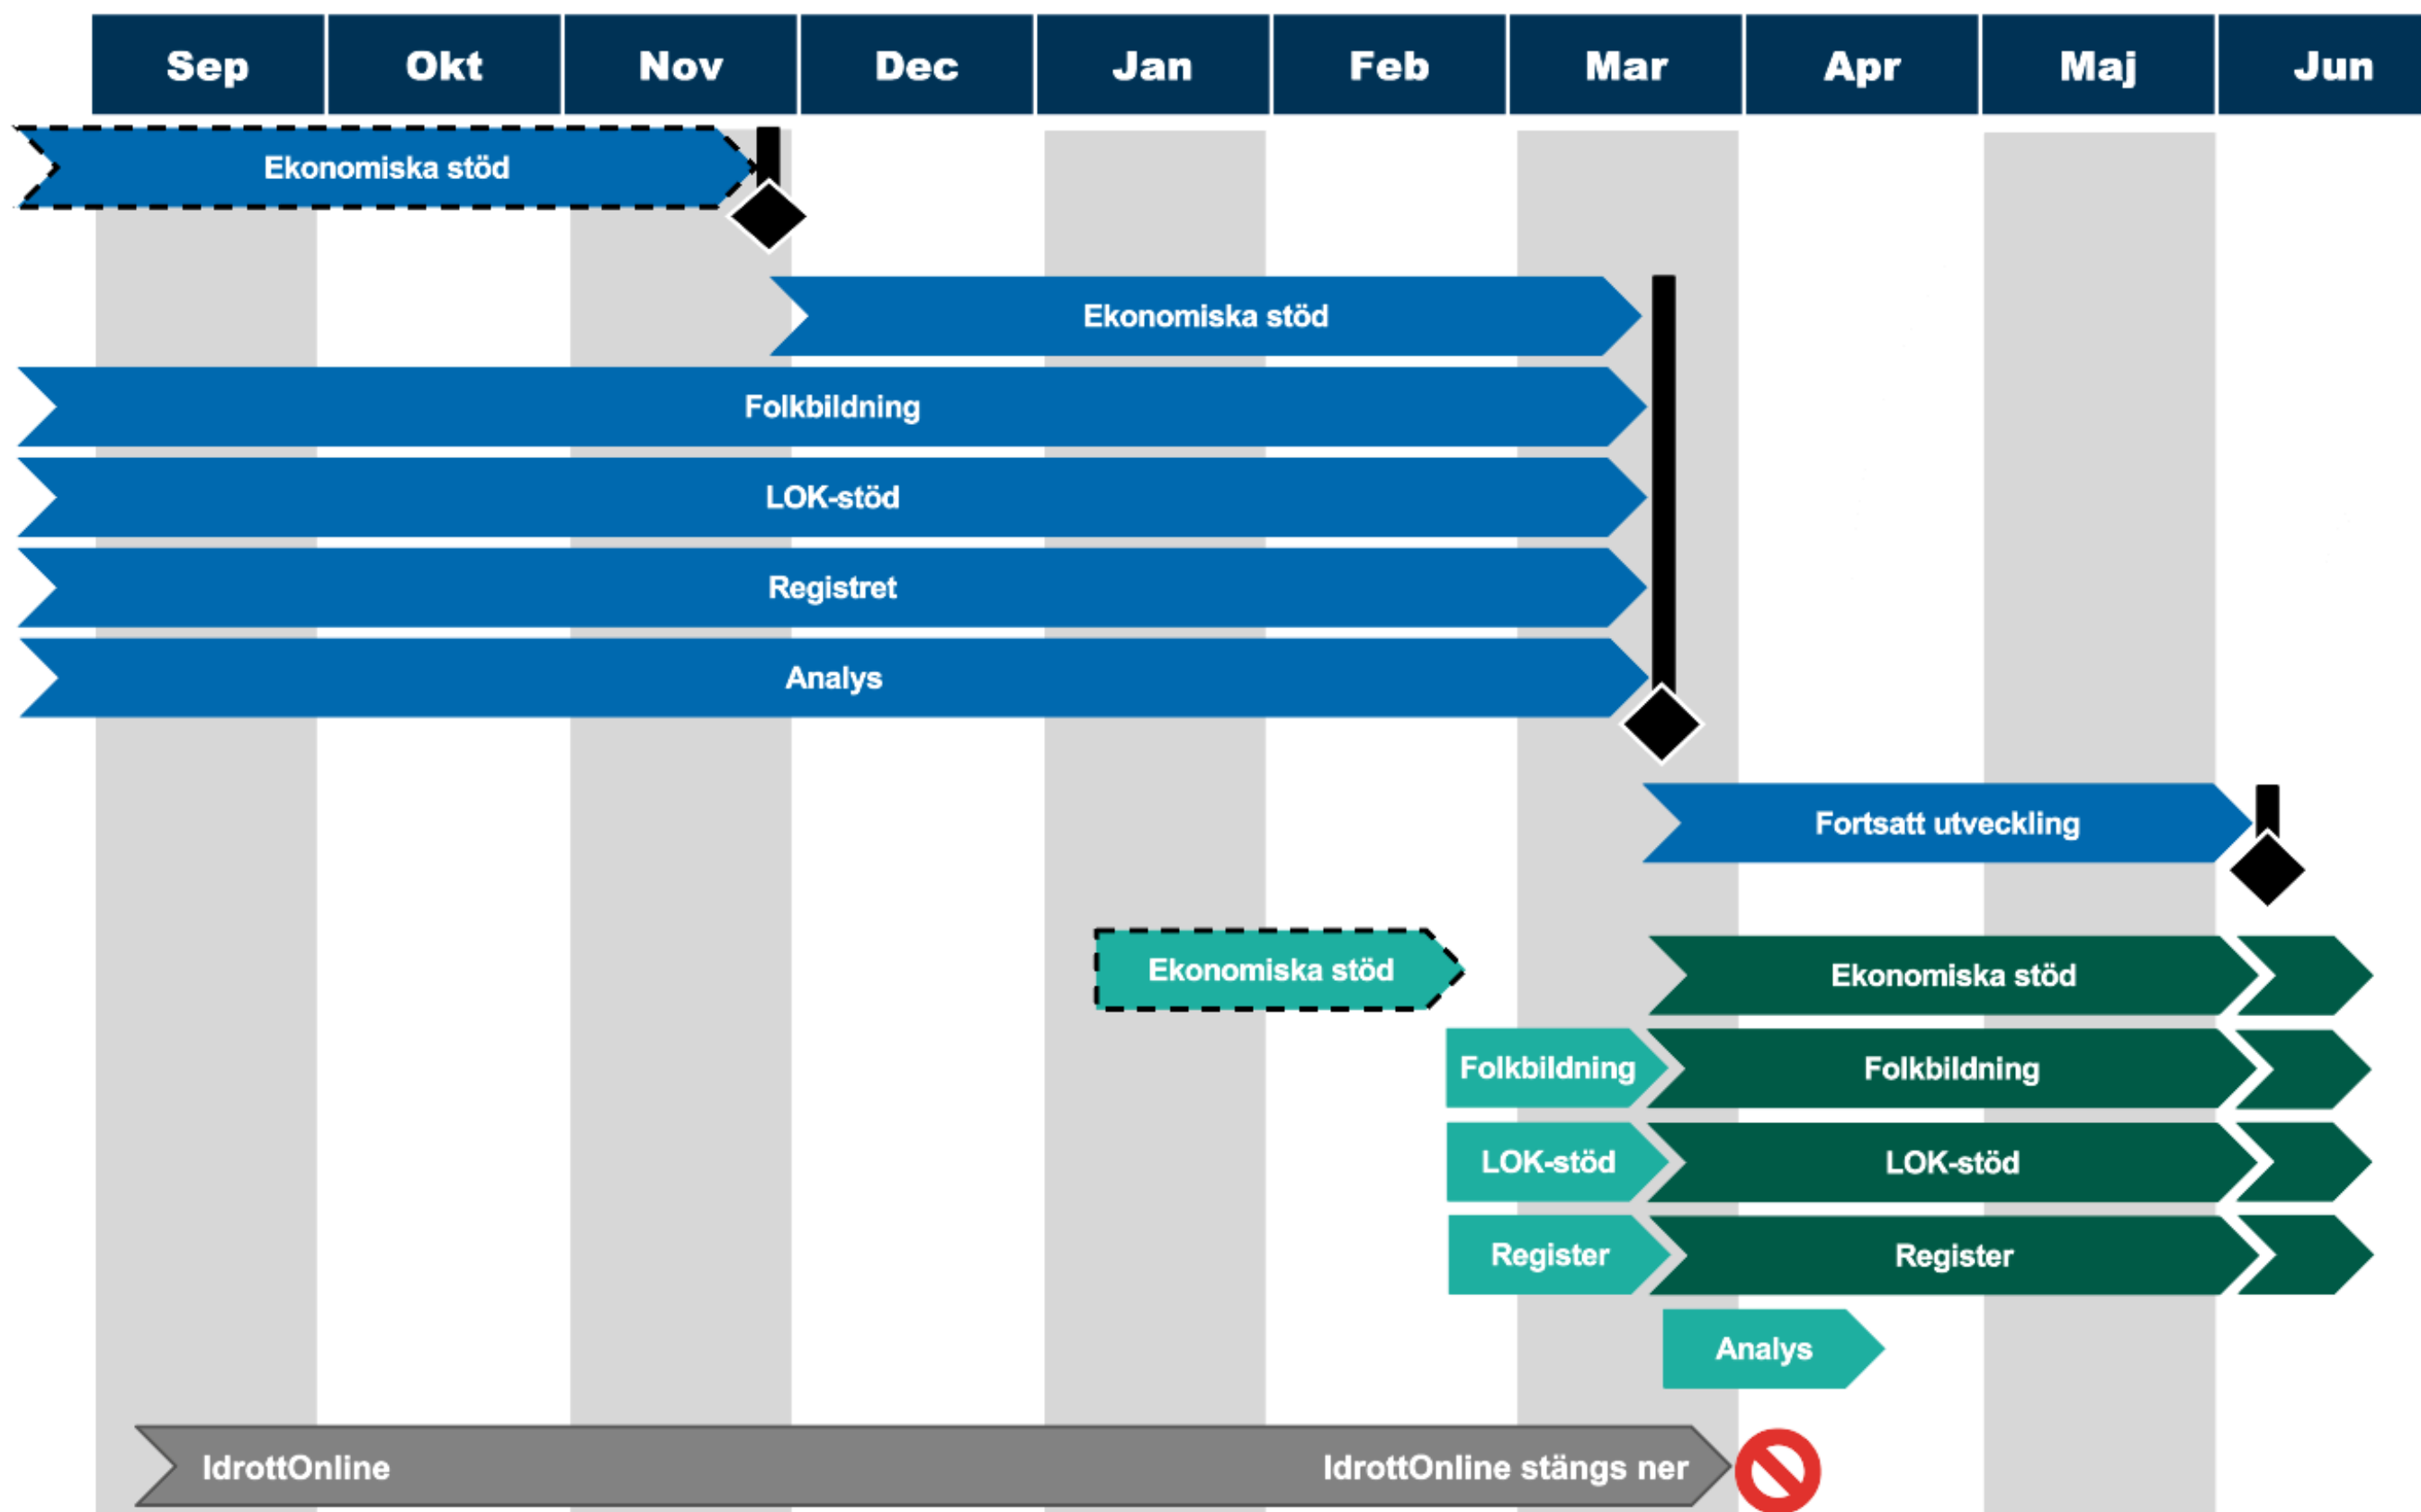 Sep Okt Nov Dec Jan Feb Mar Apr Maj Jun
Ekonomiska stöd
Ekonomiska stöd
Folkbildning
LOK-stöd
Registret
Analys
Fortsatt utveckling
Ekonomiska stöd Ekonomiska stöd
Folkbildning Folkbildning
LOK-stöd LOK-stöd
Register Register
Analys
IdrottOnline IdrottOnline stängs ner